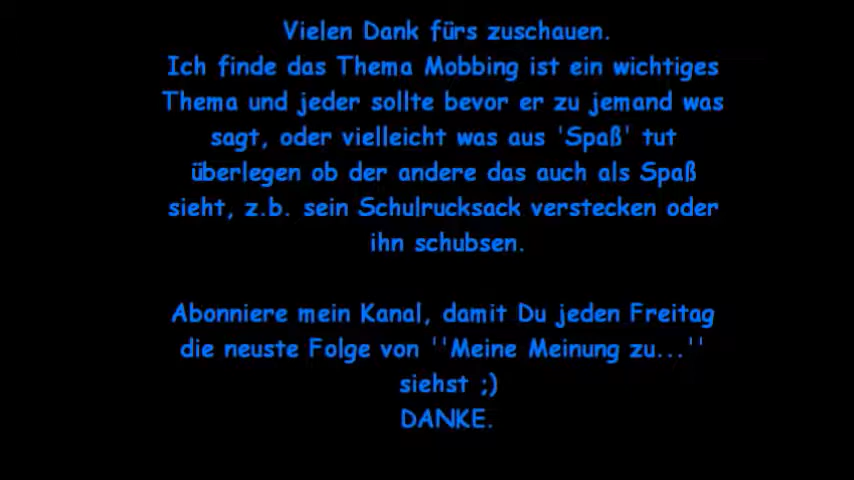 Vielen Dank fürs zuschauen.
Ich finde das Thema Mobbing ist ein wichtiges
Thema und jeder sollte bevor er zu jemand was
sagt, oder vielleicht was aus 'Spaß' tut
überlegen ob der andere das auch als Spaß
sieht, z.b. sein Schulrucksack verstecken oder
ihn schubsen.
Abonniere mein Kanal, damit Du jeden Freitag
die neuste Folge von ''Meine Meinung zu...''
siehst ;)
DANKE.